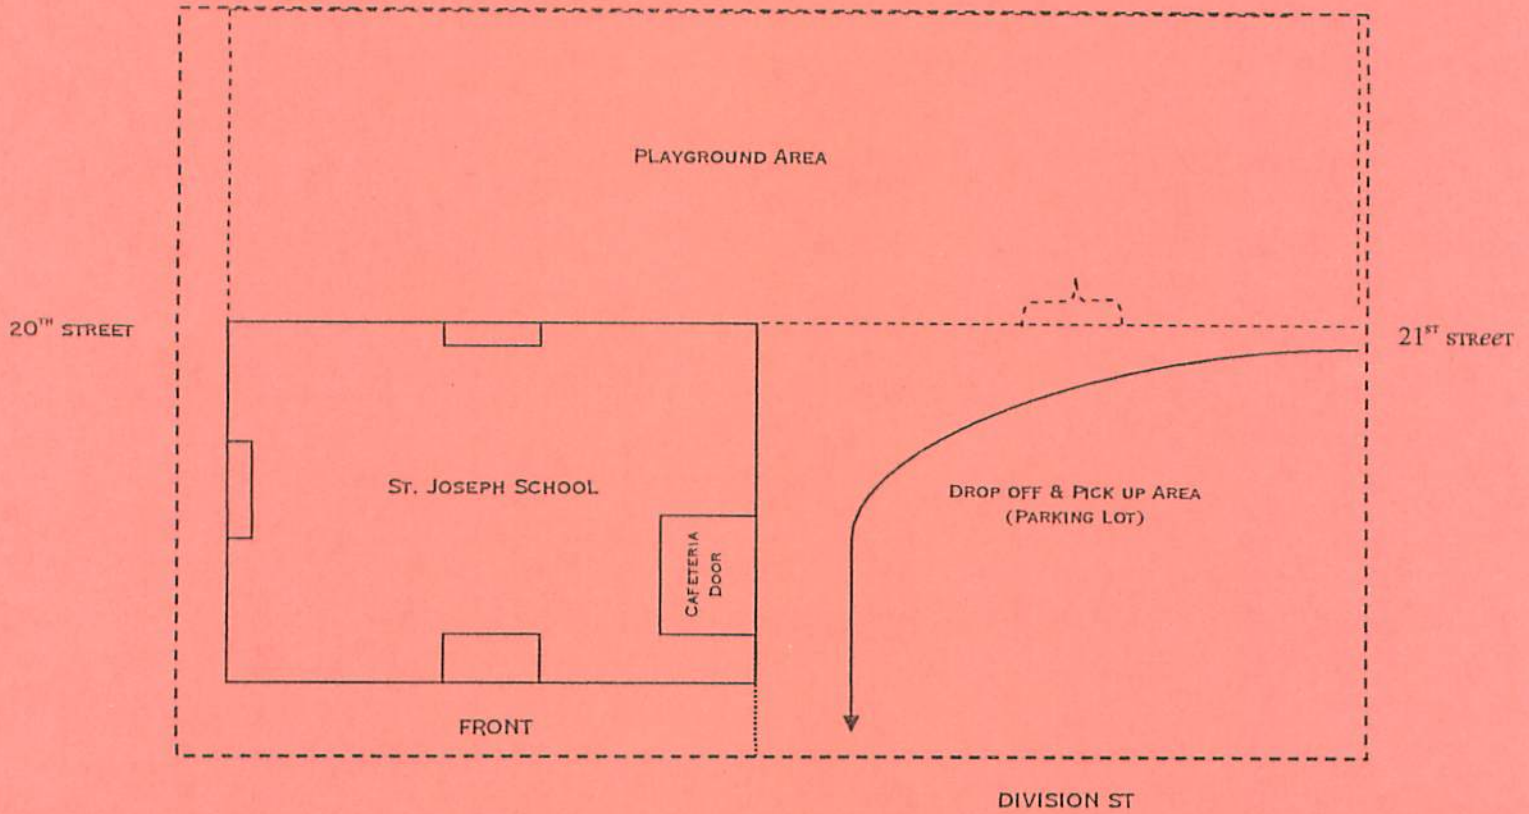 PLAYGROUND AREA
20TH STREET
21ST STREET
ST. JOSEPH SCHOOL
DROP OFF & PICK UP AREA
(PARKING LOT)
CAFETERIA
DOOR
FRONT
DIVISION ST